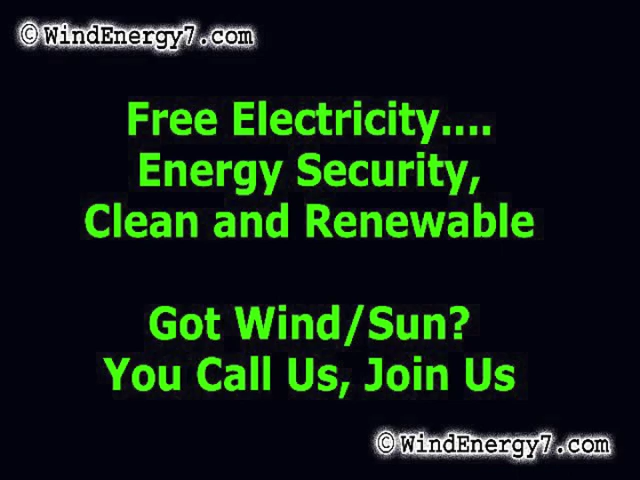 © WindEnergy7.com
Free Electricity....
Energy Security,
Clean and Renewable
Got Wind/Sun?
You Call Us, Join Us
© WindEnergy7.com